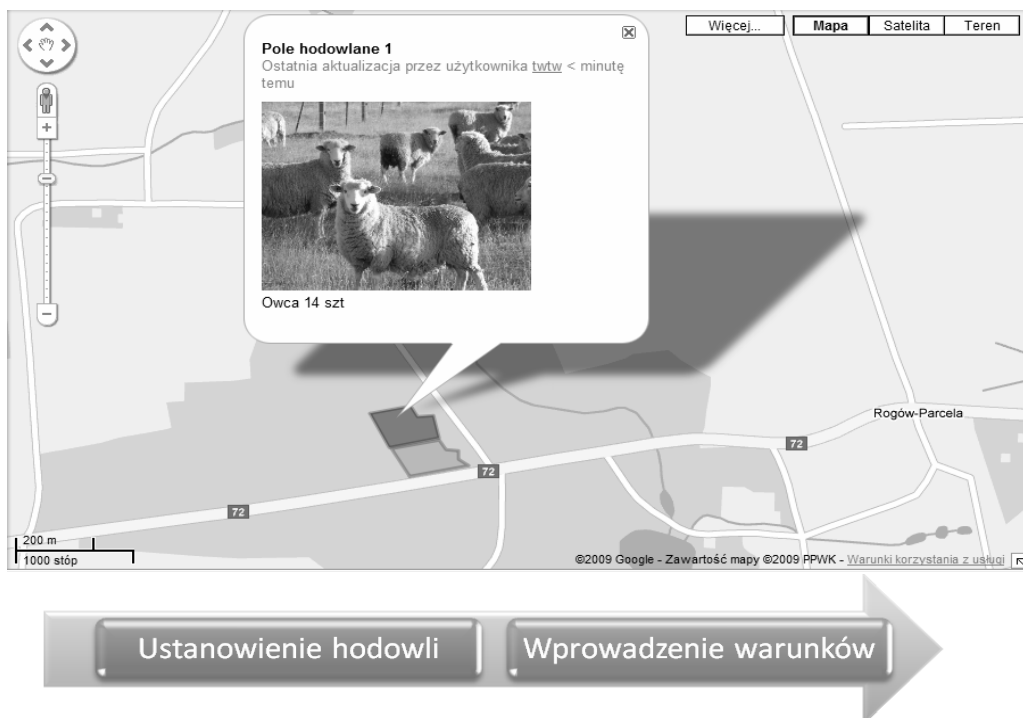 Pole hodowlane 1
Ostatnia aktualizacja przez użytkownika twtw < minutę
temu
Owca 14 szt
Więcej...
Mapa
Satelita
Teren
Rogów-Parcela
72
72
72
200 m
1000 stóp
©2009 Google - Zawartość mapy ©2009 PPWK - Warunki korzystania z usługi
Ustanowienie hodowli
Wprowadzenie warunków